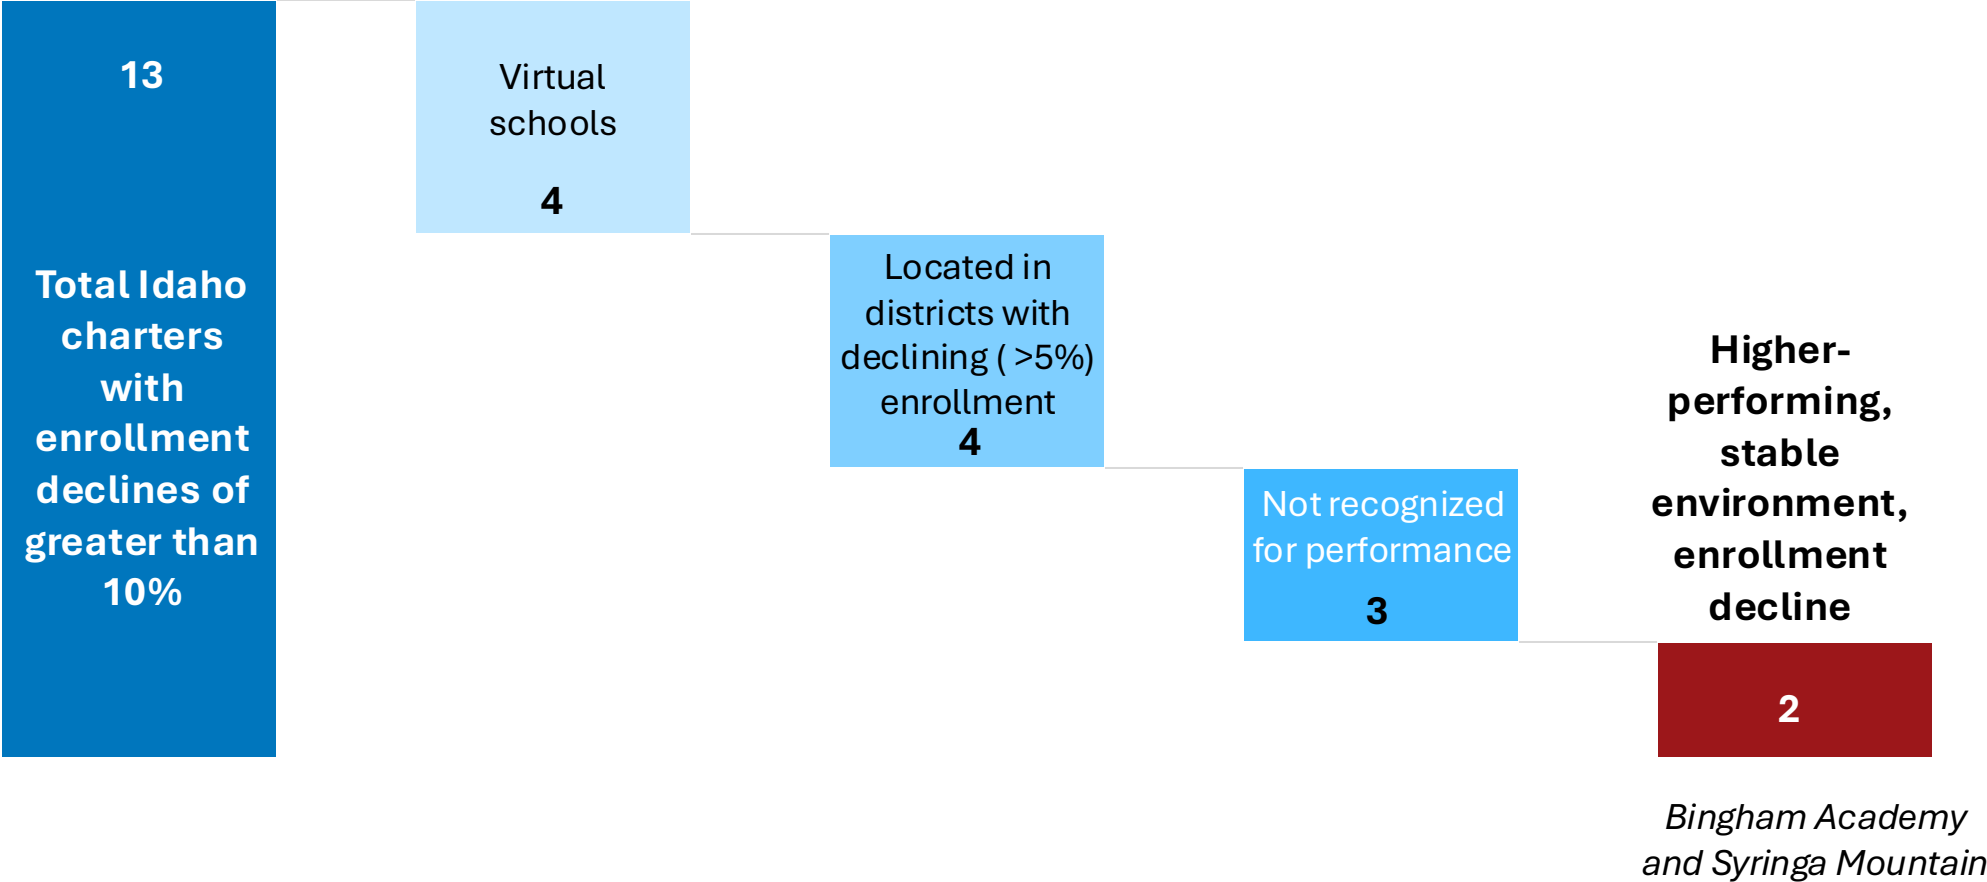 13
Total Idaho
charters
with
enrollment
declines of
greater than
10%
Virtual
schools
4
Located in
districts with
declining ( >5%)
enrollment
4
Not recognized
for performance
3
Higher-
performing,
stable
environment,
enrollment
decline
2
Bingham Academy
and Syringa Mountain